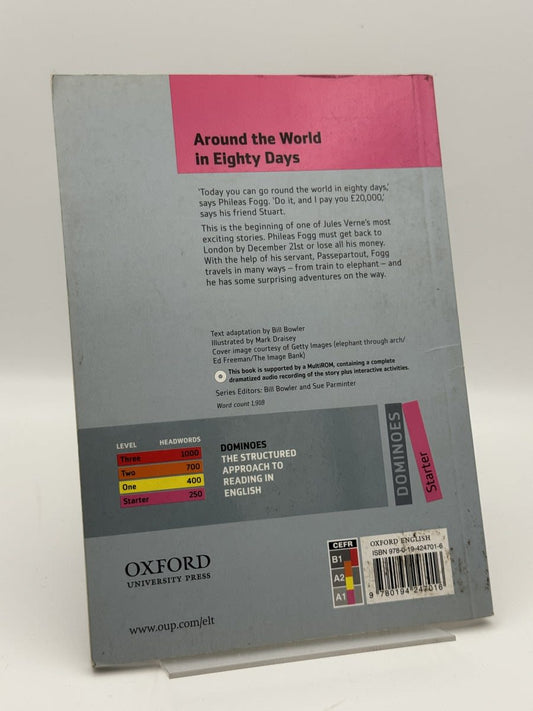 Around the World
in Eighty Days
'Today you can go round the world in eighty days,'
says Phileas Fogg. 'Do it, and I pay you £20,000,'
says his friend Stuart.
This is the beginning of one of Jules Verne's most
exciting stories. Phileas Fogg must get back to
London by December 21st or lose all his money.
With the help of his servant, Passepartout, Fogg
travels in many ways – from train to elephant – and
he has some surprising adventures on the way.
Text adaptation by Bill Bowler
Illustrated by Mark Draisey
Cover image courtesy of Getty Images (elephant through arch/
Ed Freeman/The Image Bank)
This book is supported by a MultiROM, containing a complete
dramatized audio recording of the story plus interactive activities.
Series Editors: Bill Bowler and Sue Parminter
Word count 1,918
LEVEL HEADWORDS
Three 1000
Two 700
One 400
Starter 250
DOMINOES
THE STRUCTURED
APPROACH TO
READING IN
ENGLISH
DOMINOES
Starter
OXFORD
UNIVERSITY PRESS
www.oup.com/elt
CEFR
B1
A2
A1
OXFORD ENGLISH
ISBN 978-0-19-424701-6
9 780194 247016